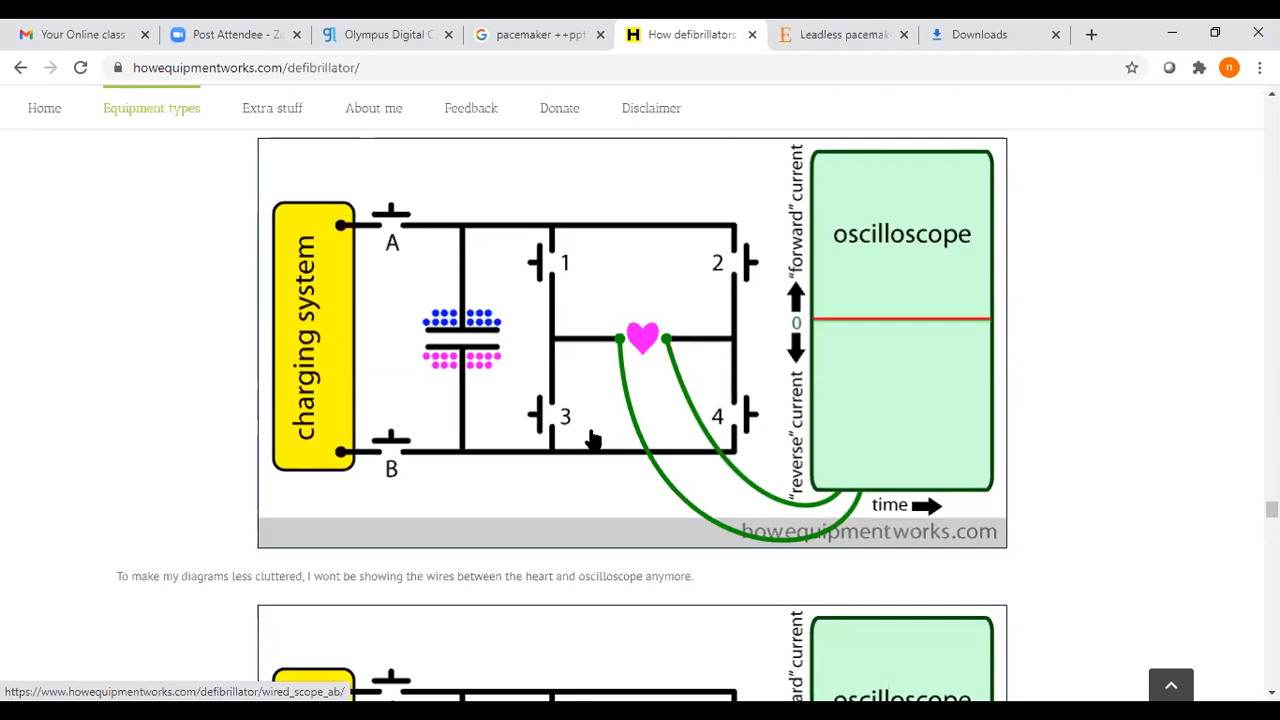 Your Online class
Post Attendee - Zo
Olympus Digital C
pacemaker ++ppt
How defibrillators
Leadless pacemak
Downloads
howequipmentworks.com/defibrillator/
n
Home
Equipment types
Extra stuff
About me
Feedback
Donate
Disclaimer
charging system
A
B
1
2
3
4
"forward" current
0
"reverse" current
oscilloscope
time
howequipmentworks.com
To make my diagrams less cluttered, I wont be showing the wires between the heart and oscilloscope anymore.
https://www.howequipmentworks.com/defibrillator/wired_scope_ab/